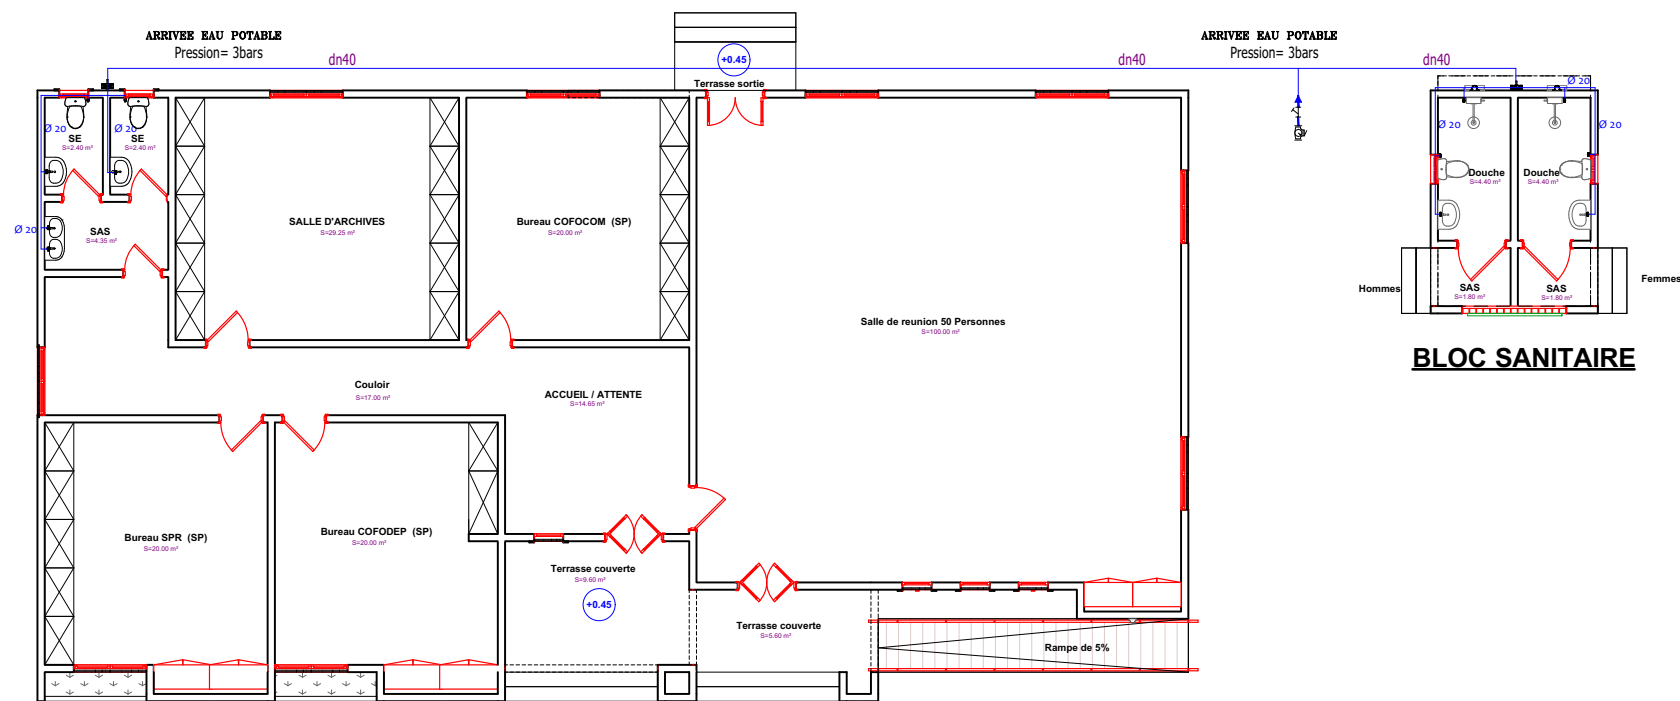 ARRIVEE EAU POTABLE
Pression= 3bars
dn40
+0.45
Terrasse sortie
dn40
ARRIVEE EAU POTABLE
Pression= 3bars
dn40
Ø 20
Ø 20
SE
S=2.40 m²
Ø 20
SE
S=2.40 m²
Ø 20
Ø 20
Douche
S=4.40 m²
Douche
S=4.40 m²
Ø 20
SAS
S=4.35 m²
SALLE D'ARCHIVES
S=29.25 m²
Bureau COFOCOM (SP)
S=20.00 m²
Hommes
SAS
S=1.80 m²
SAS
S=1.80 m²
Femmes
Salle de reunion 50 Personnes
S=100.00 m²
BLOC SANITAIRE
Couloir
S=17.00 m²
ACCUEIL / ATTENTE
S=14.65 m²
Bureau SPR (SP)
S=20.00 m²
Bureau COFODEP (SP)
S=20.00 m²
Terrasse couverte
S=9.60 m²
+0.45
Terrasse couverte
S=5.60 m²
Rampe de 5%